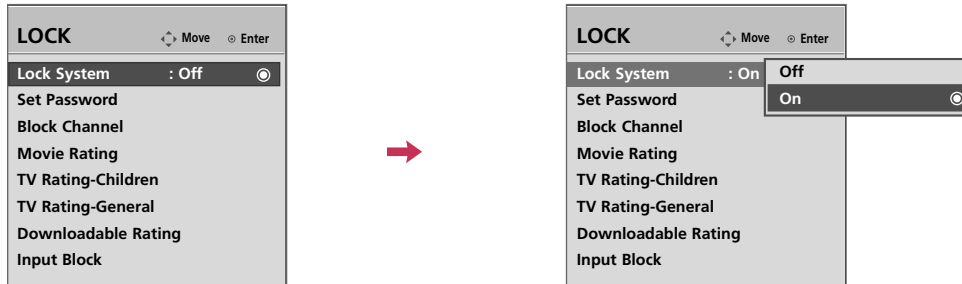 LOCK Move Enter
Lock System : Off
Set Password
Block Channel
Movie Rating
TV Rating-Children
TV Rating-General
Downloadable Rating
Input Block
LOCK Move Enter
Lock System : On
Off
On
Set Password
Block Channel
Movie Rating
TV Rating-Children
TV Rating-General
Downloadable Rating
Input Block